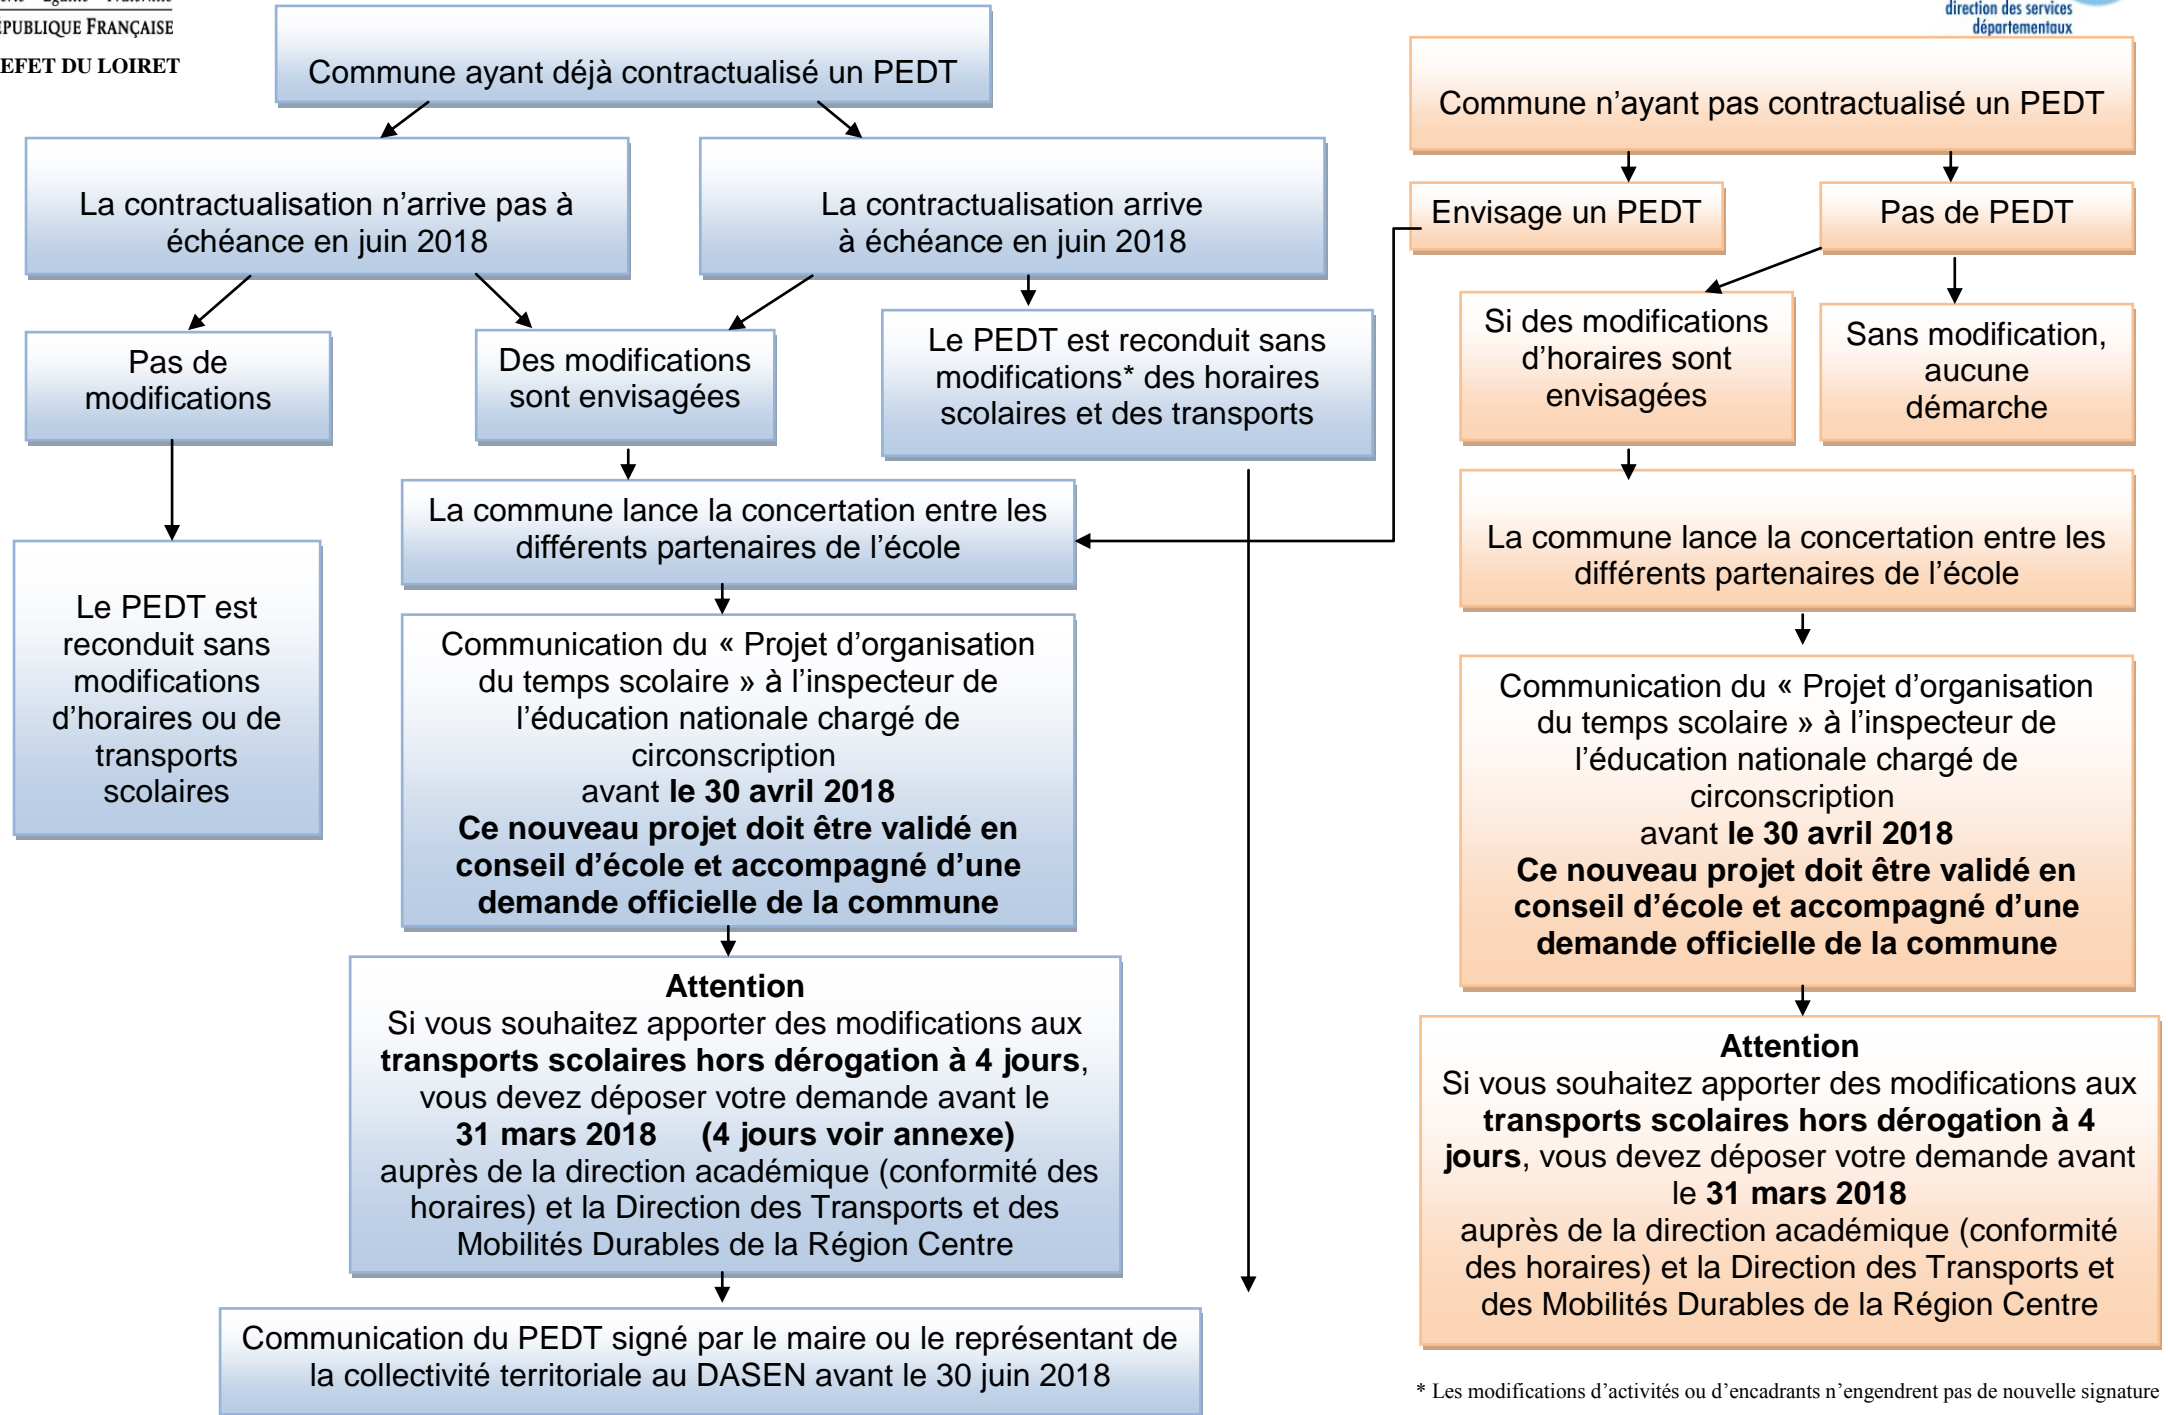 RÉPUBLIQUE FRANÇAISE
direction des services
départementaux
Commune ayant déjà contractualisé un PEDT
Commune n’ayant pas contractualisé un PEDT
La contractualisation n’arrive pas à
échéance en juin 2018
La contractualisation arrive
à échéance en juin 2018
Envisage un PEDT
Pas de PEDT
Pas de
modifications
Des modifications
sont envisagées
Le PEDT est reconduit sans
modifications* des horaires
scolaires et des transports
Si des modifications
d’horaires sont
envisagées
Sans modification,
aucune
démarche
La commune lance la concertation entre les
différents partenaires de l’école
La commune lance la concertation entre les
différents partenaires de l’école
Le PEDT est
reconduit sans
modifications
d’horaires ou de
transports
scolaires
Communication du « Projet d’organisation
du temps scolaire » à l’inspecteur de
l’éducation nationale chargé de
circonscription
avant le 30 avril 2018
Ce nouveau projet doit être validé en
conseil d’école et accompagné d’une
demande officielle de la commune
Communication du « Projet d’organisation
du temps scolaire » à l’inspecteur de
l’éducation nationale chargé de
circonscription
avant le 30 avril 2018
Ce nouveau projet doit être validé en
conseil d’école et accompagné d’une
demande officielle de la commune
Attention
Si vous souhaitez apporter des modifications aux
transports scolaires hors dérogation à 4 jours,
vous devez déposer votre demande avant le
31 mars 2018 (4 jours voir annexe)
auprès de la direction académique (conformité des
horaires) et la Direction des Transports et des
Mobilités Durables de la Région Centre
Attention
Si vous souhaitez apporter des modifications aux
transports scolaires hors dérogation à 4
jours, vous devez déposer votre demande avant
le 31 mars 2018
auprès de la direction académique (conformité
des horaires) et la Direction des Transports et
des Mobilités Durables de la Région Centre
Communication du PEDT signé par le maire ou le représentant de
la collectivité territoriale au DASEN avant le 30 juin 2018
* Les modifications d’activités ou d’encadrants n’engendrent pas de nouvelle signature
EFET DU LOIRET